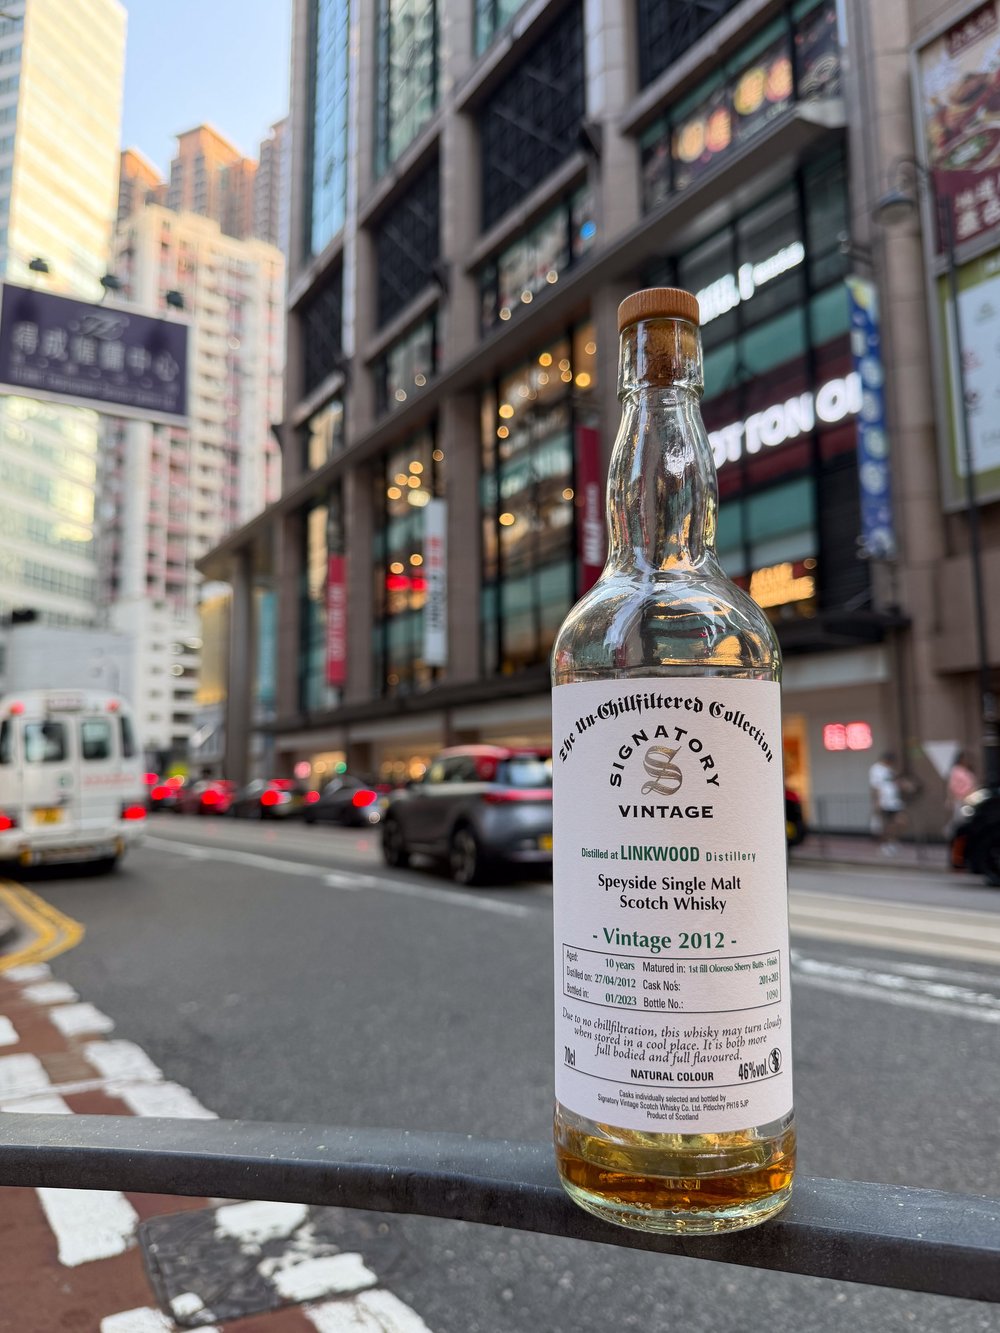 COTTON ON
The Un-Chillfiltered Collection
SIGNATORY
S
VINTAGE
Distilled at LINKWOOD Distillery
Speyside Single Malt
Scotch Whisky
- Vintage 2012 -
Aged: 10 years Matured in: 1st fill Oloroso Sherry Butts - Finish
Distilled on: 27/04/2012 Cask No's: 201+203
Bottled in: 01/2023 Bottle No.: 1090
Due to no chillfiltration, this whisky may turn cloudy
when stored in a cool place. It is both more
full bodied and full flavoured.
70cl NATURAL COLOUR 46%vol.
Casks individually selected and bottled by
Signatory Vintage Scotch Whisky Co. Ltd. Pitlochry PH16 5JP
Product of Scotland